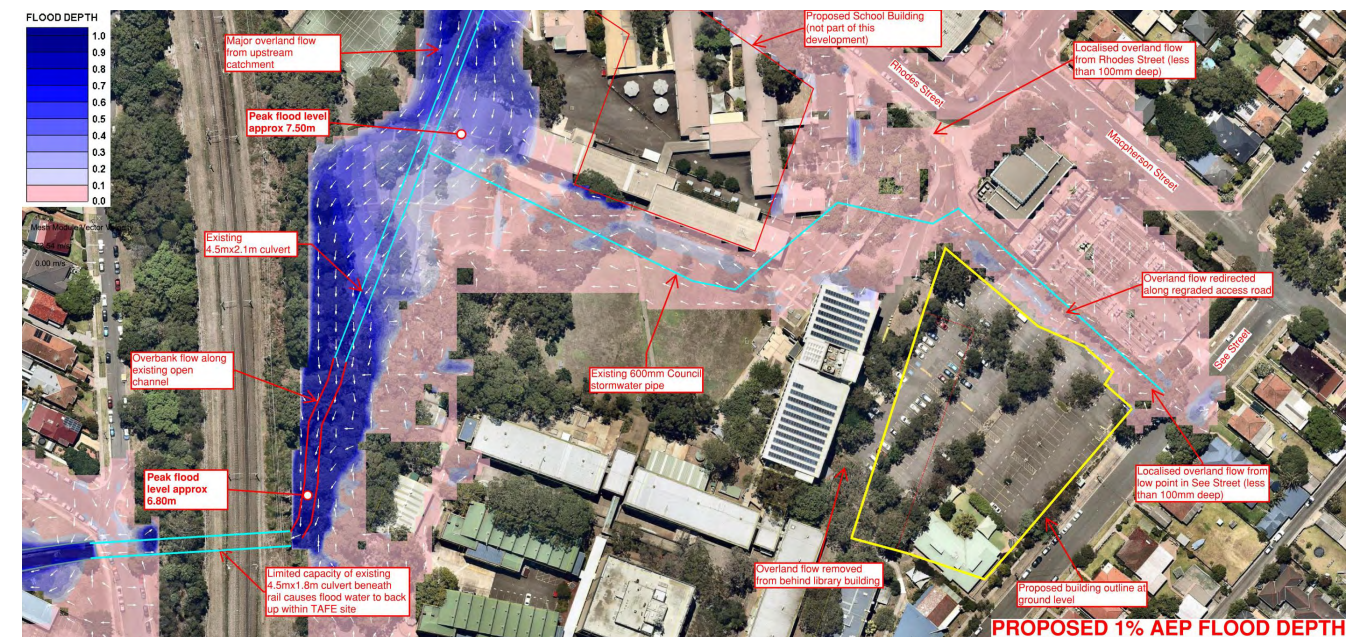 FLOOD DEPTH
1.0
0.9
0.8
0.7
0.6
0.5
0.4
0.3
0.2
0.1
0.0
0.00 m/s
Major overland flow
from upstream
catchment
Peak flood level
approx 7.50m
Proposed School Building
(not part of this
development)
Rhodes Street
Localised overland flow
from Rhodes Street (less
than 100mm deep)
Macpherson Street
Existing
4.5mx2.1m culvert
Overland flow redirected
along regraded access road
See Street
Overbank flow along
existing open
channel
Existing 600mm Council
stormwater pipe
Peak flood
level approx
6.80m
Localised overland flow from
low point in See Street (less
than 100mm deep)
Limited capacity of existing
4.5mx1.8m culvert beneath
rail causes flood water to back
up within TAFE site
Overland flow removed
from behind library building
Proposed building outline at
ground level
PROPOSED 1% AEP FLOOD DEPTH